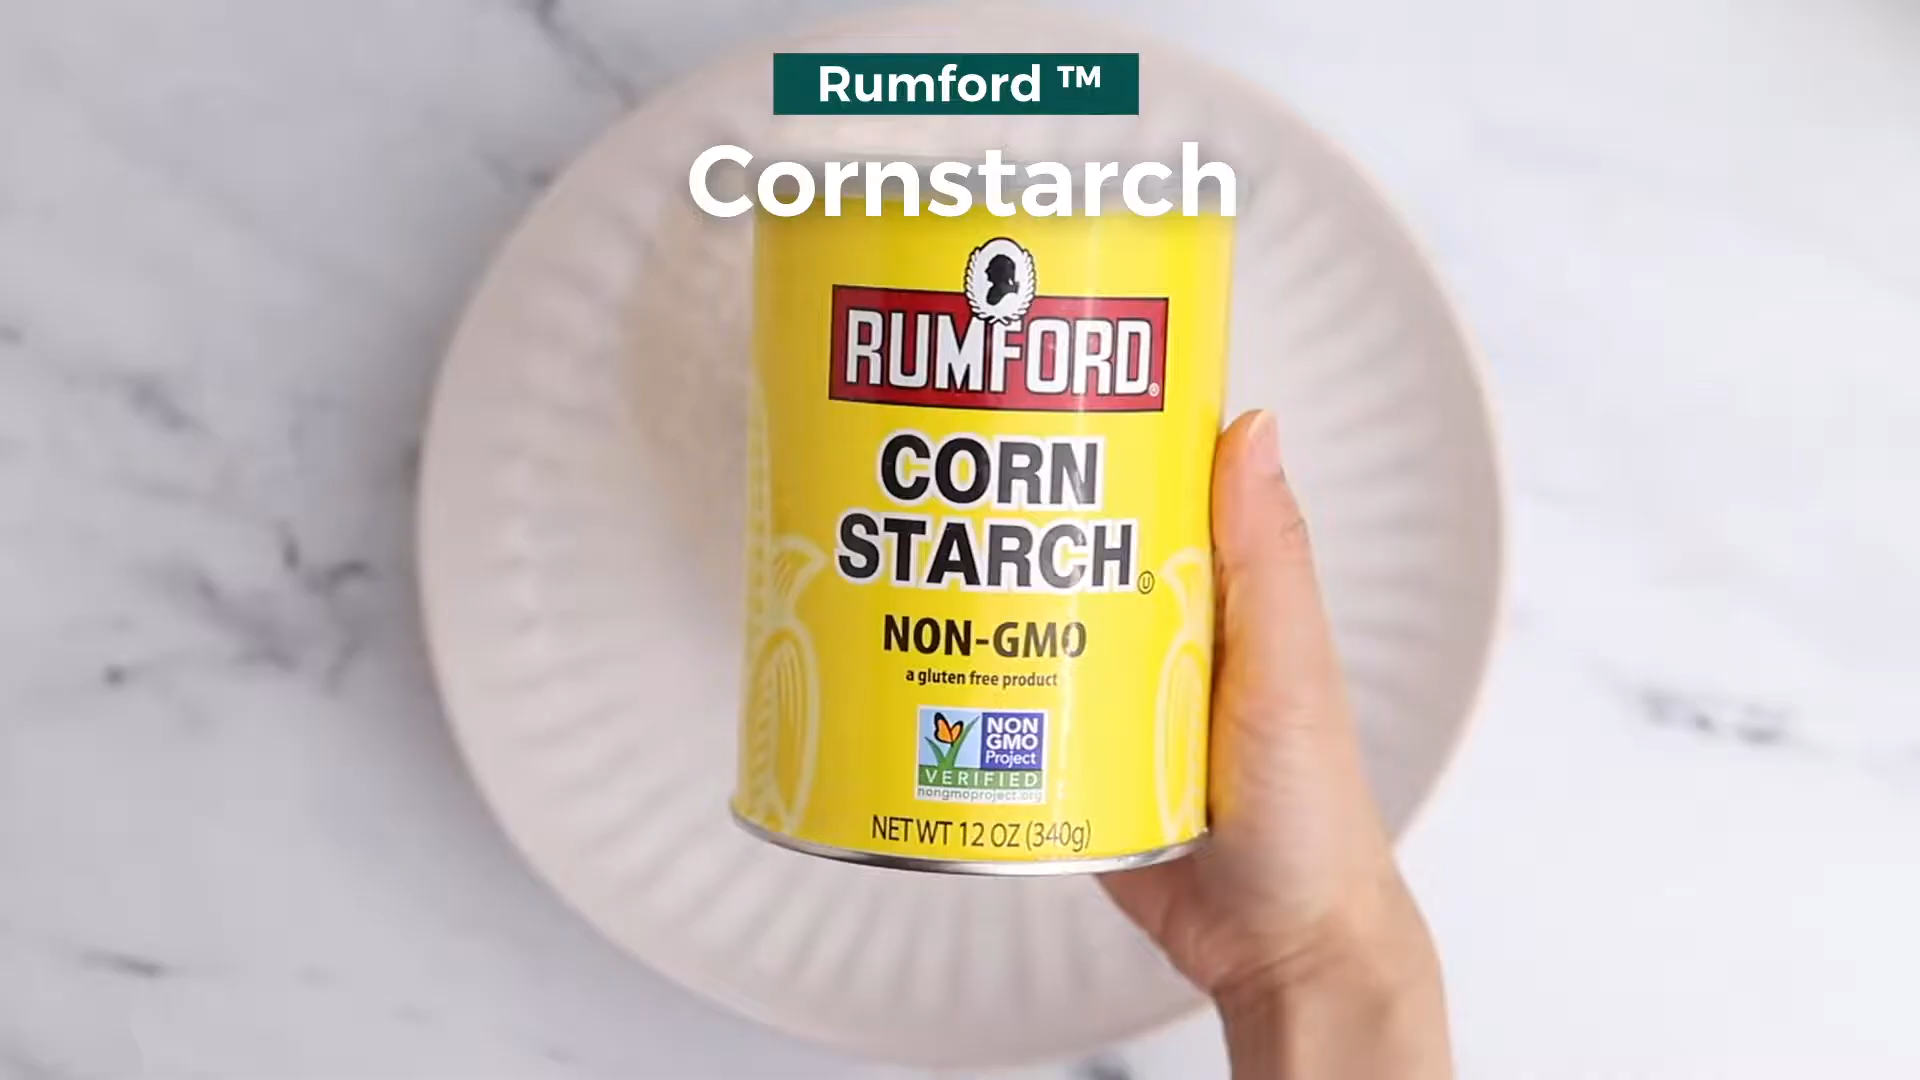 Rumford ™
Cornstarch
RUMFORD®
CORN
STARCH Ⓤ
NON-GMO
a gluten free product
NON
GMO
Project
VERIFIED
nongmoproject.org
NET WT 12 OZ (340g)